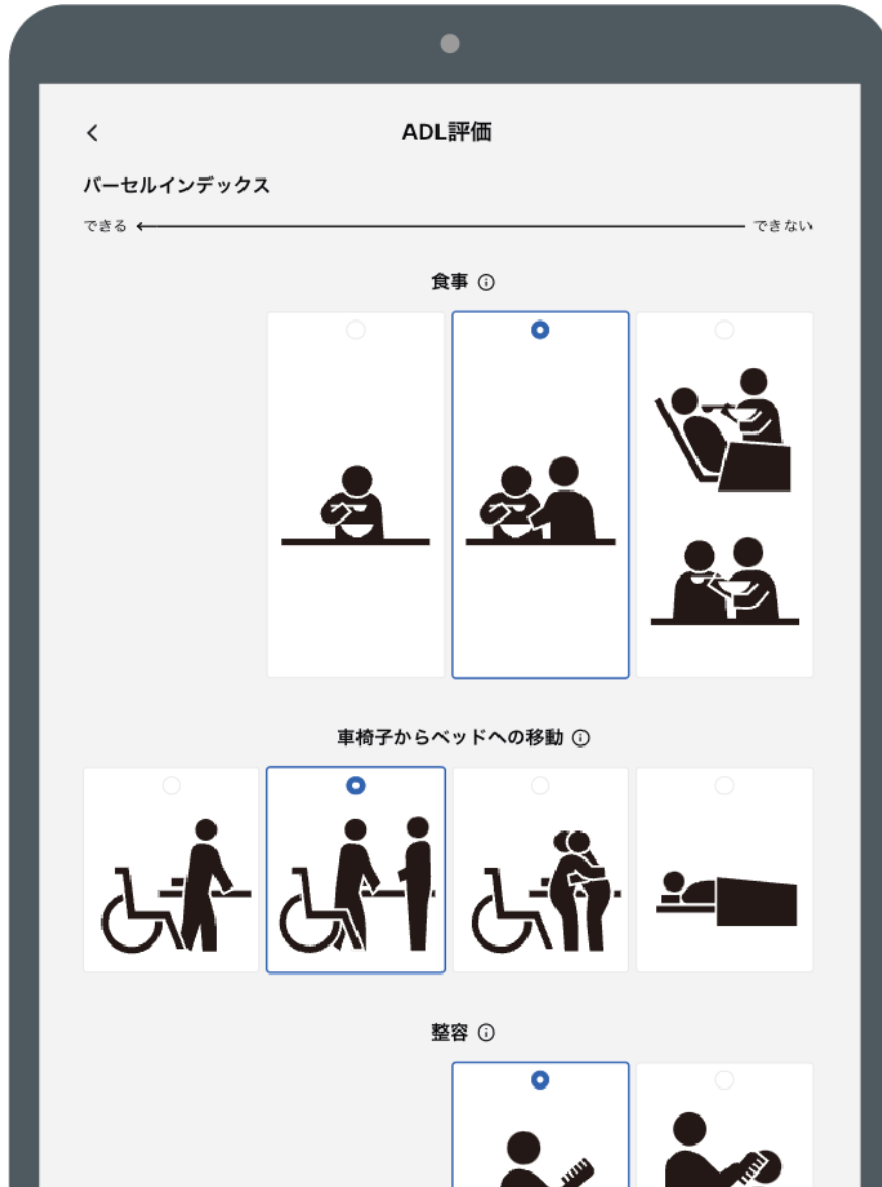 ADL評価
バーセルインデックス
できる
できない
食事
車椅子からベッドへの移動
整容